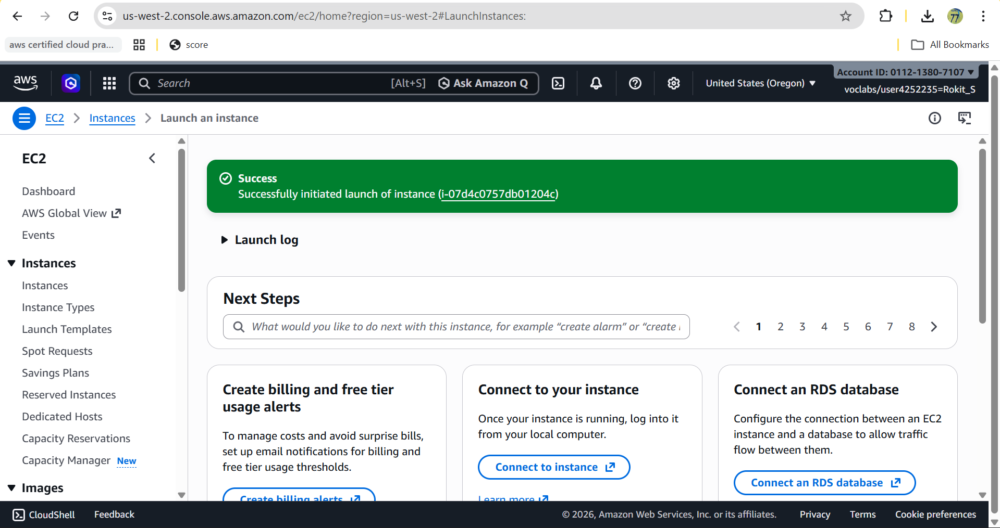 us-west-2.console.aws.amazon.com/ec2/home?region=us-west-2#LaunchInstances:
77
aws certified cloud pra...
score
All Bookmarks
aws
Search
[Alt+S]
Ask Amazon Q
United States (Oregon)
Account ID: 0112-1380-7107
voclabs/user4252235=Rokit_S
EC2
Instances
Launch an instance
EC2
Dashboard
AWS Global View
Events
Instances
Instances
Instance Types
Launch Templates
Spot Requests
Savings Plans
Reserved Instances
Dedicated Hosts
Capacity Reservations
Capacity Manager New
Images
Success
Successfully initiated launch of instance (i-07d4c0757db01204c)
Launch log
Next Steps
What would you like to do next with this instance, for example “create alarm” or “create
1 2 3 4 5 6 7 8
Create billing and free tier
usage alerts
To manage costs and avoid surprise bills,
set up email notifications for billing and
free tier usage thresholds.
Create billing alerts
Connect to your instance
Once your instance is running, log into it
from your local computer.
Connect to instance
Learn more
Connect an RDS database
Configure the connection between an EC2
instance and a database to allow traffic
flow between them.
Connect an RDS database
CloudShell
Feedback
© 2026, Amazon Web Services, Inc. or its affiliates.
Privacy
Terms
Cookie preferences